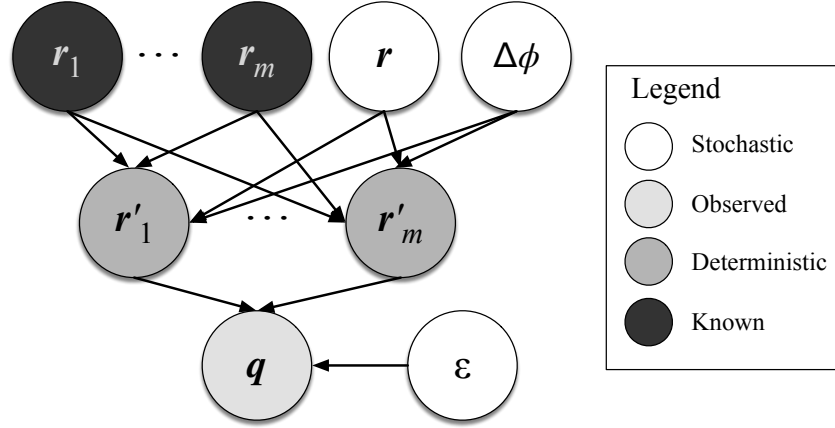 r₁ ··· rₘ r Δϕ
Legend
Stochastic
r'₁ ··· r'ₘ
Observed
Deterministic
Known
q ε